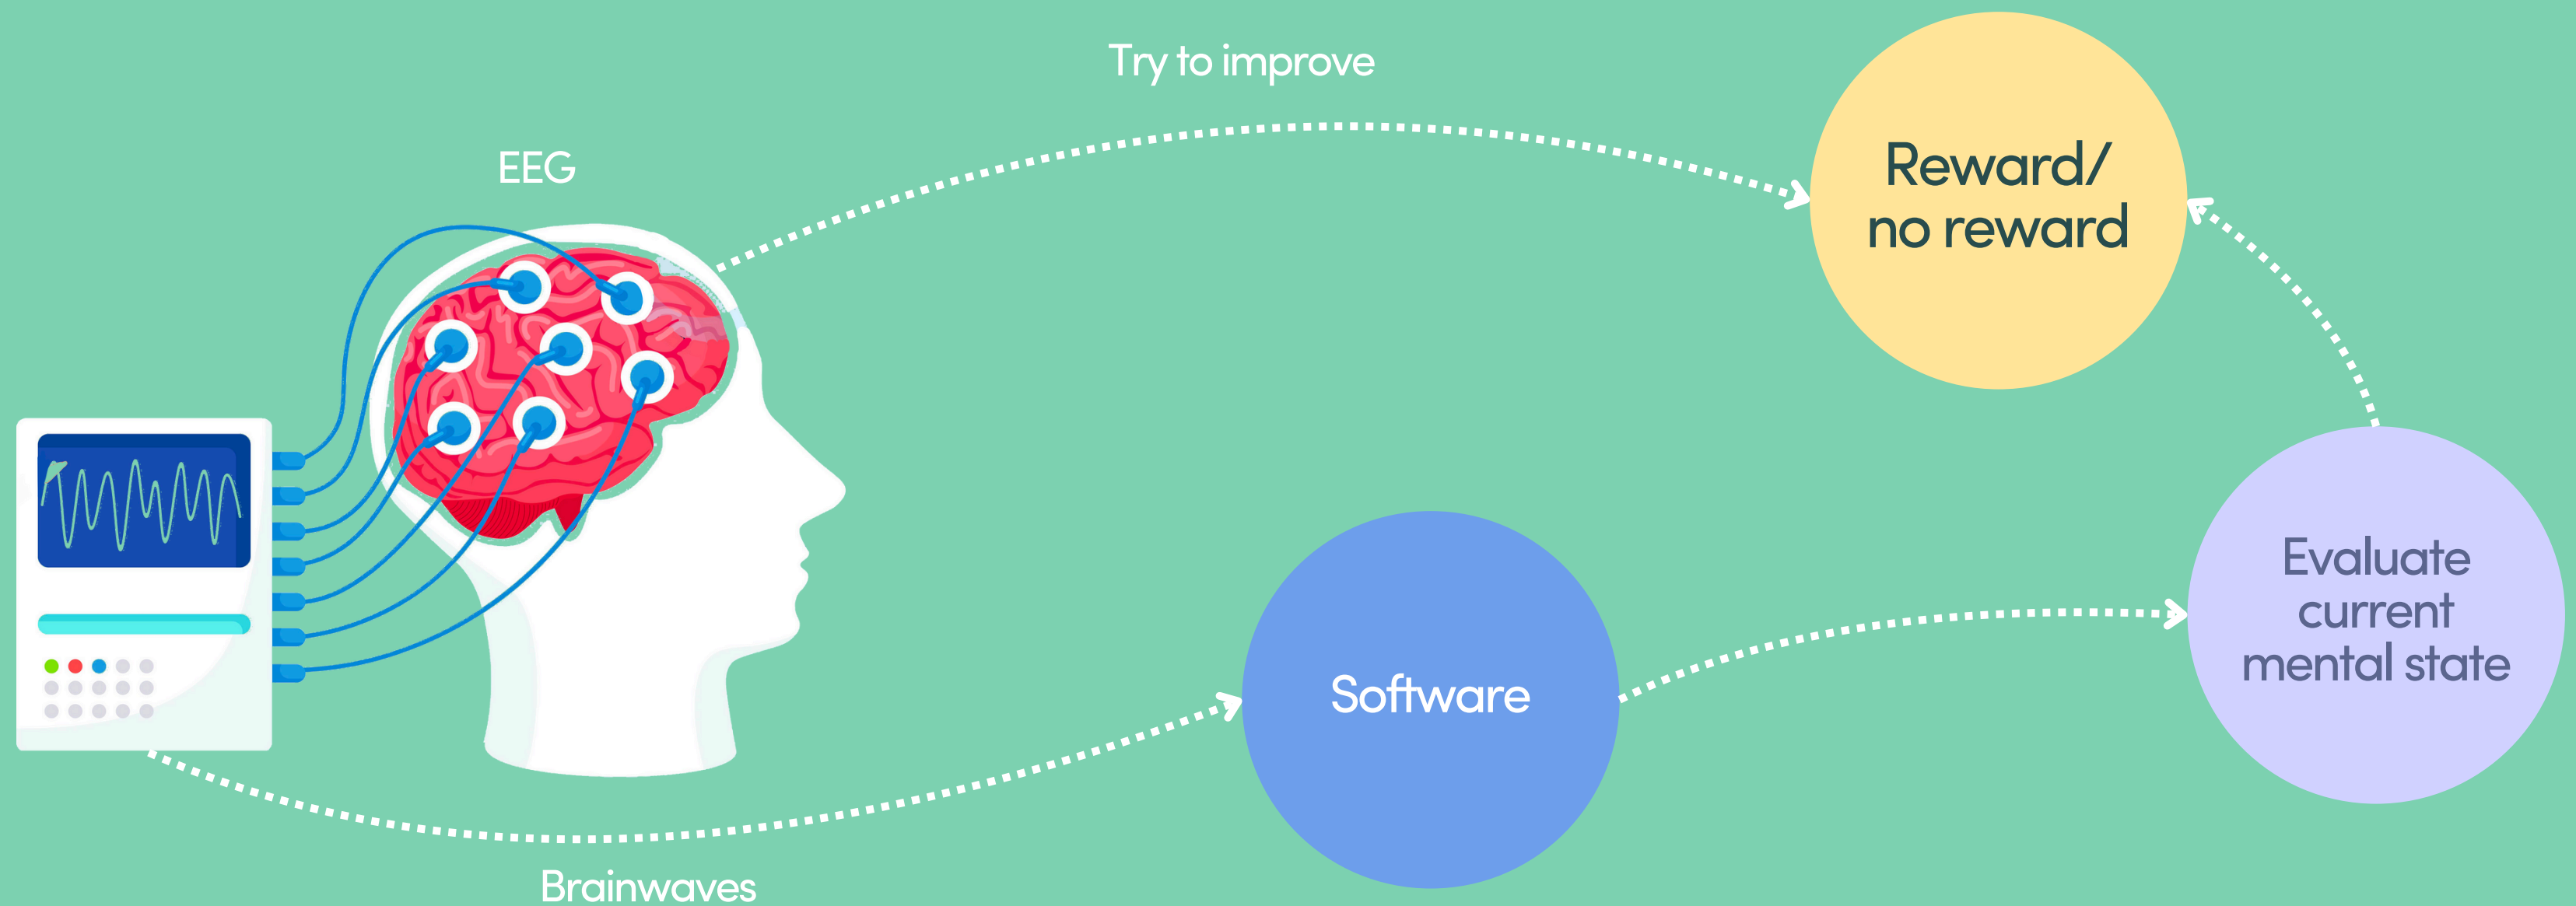 Try to improve
EEG
Reward/
no reward
Evaluate
current
mental state
Software
Brainwaves